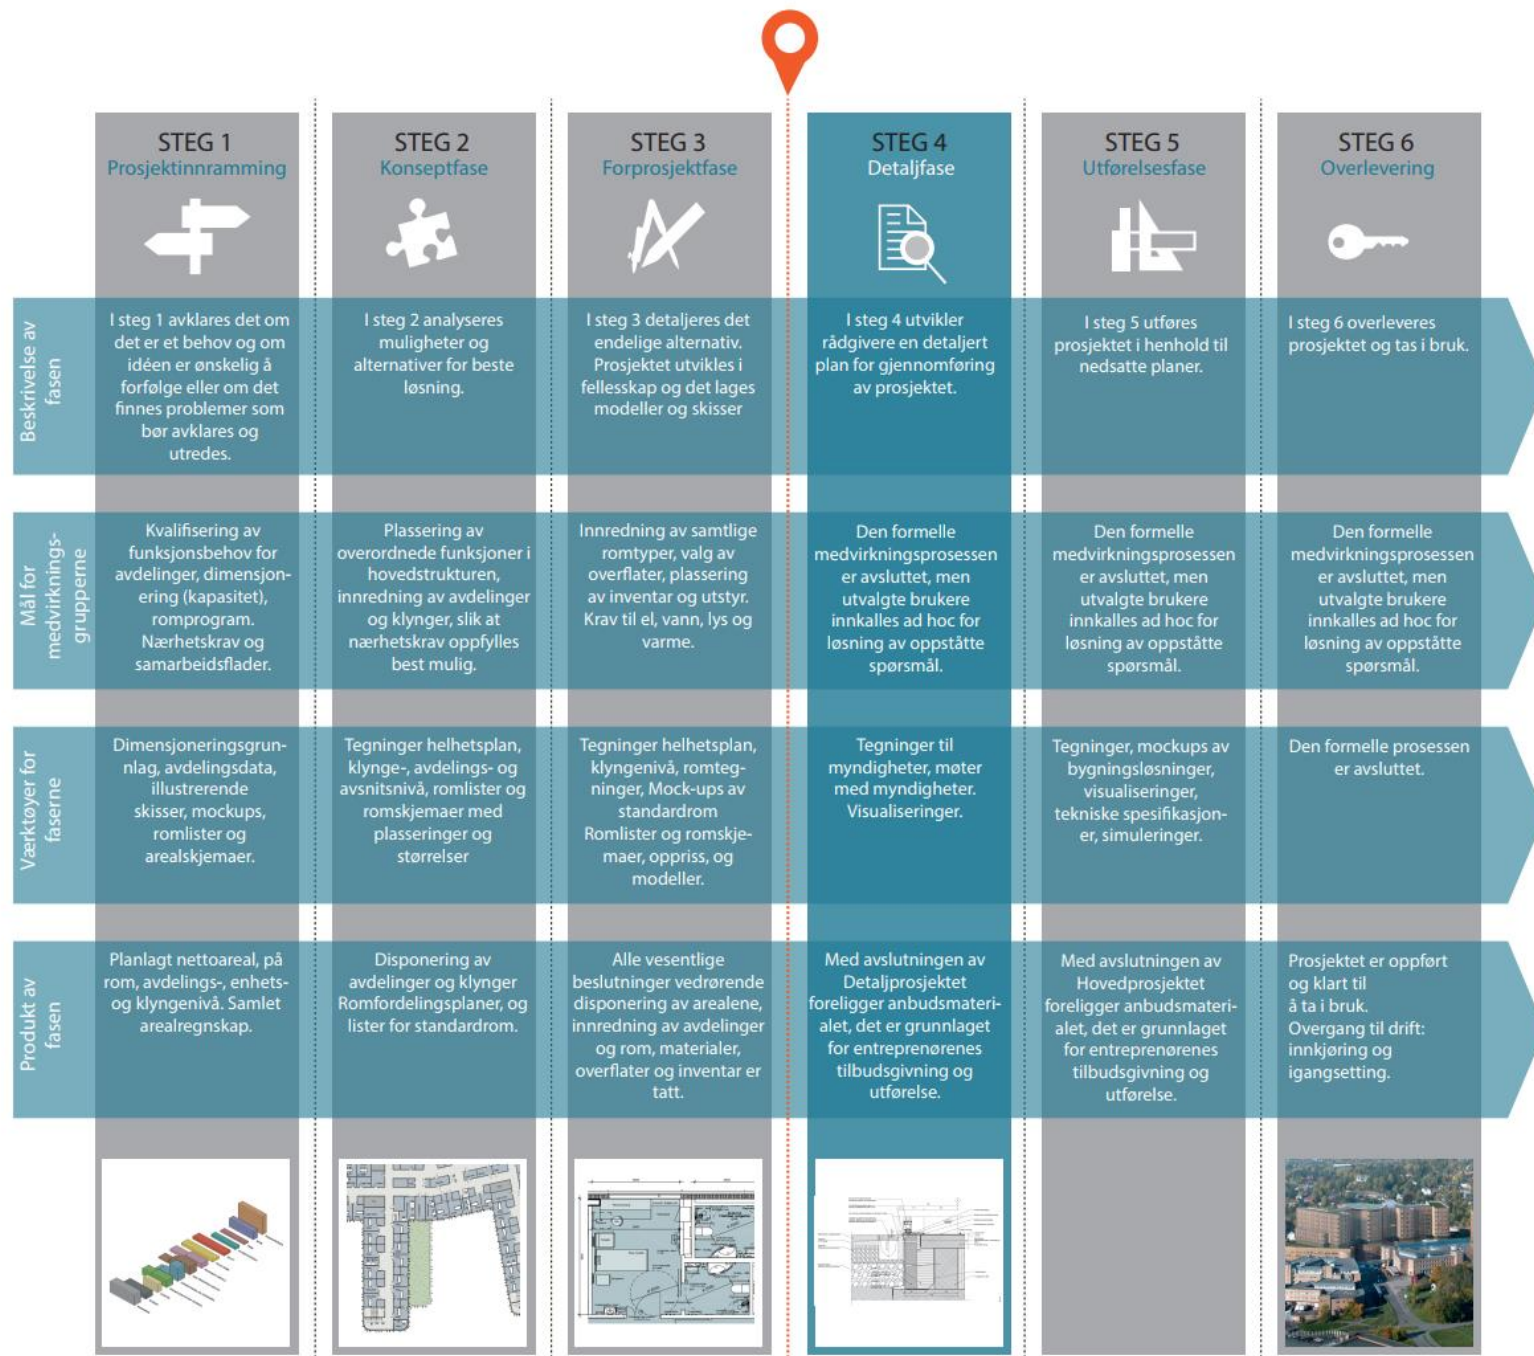 STEG 1
Prosjektinnramming
STEG 2
Konseptfase
STEG 3
Forprosjektfase
STEG 4
Detaljfase
STEG 5
Utførelsesfase
STEG 6
Overlevering
Beskrivelse av
fasen
I steg 1 avklares det om
det er et behov og om
idéen er ønskelig å
forfølge eller om det
finnes problemer som
bør avklares og
utredes.
I steg 2 analyseres
muligheter og
alternativer for beste
løsning.
I steg 3 detaljeres det
endelige alternativ.
Prosjektet utvikles i
fellesskap og det lages
modeller og skisser
I steg 4 utvikler
rådgivere en detaljert
plan for gjennomføring
av prosjektet.
I steg 5 utføres
prosjektet i henhold til
nedsatte planer.
I steg 6 overleveres
prosjektet og tas i bruk.
Mål for
medvirknings-
grupperne
Kvalifisering av
funksjonsbehov for
avdelinger, dimensjon-
ering (kapasitet),
romprogram.
Nærhetskrav og
samarbeidsflader.
Plassering av
overordnede funksjoner i
hovedstrukturen,
innredning av avdelinger
og klynger, slik at
nærhetskrav oppfylles
best mulig.
Innredning av samtlige
romtyper, valg av
overflater, plassering
av inventar og utstyr.
Krav til el, vann, lys og
varme.
Den formelle
medvirkningsprosessen
er avsluttet, men
utvalgte brukere
innkalles ad hoc for
løsning av oppståtte
spørsmål.
Den formelle
medvirkningsprosessen
er avsluttet, men
utvalgte brukere
innkalles ad hoc for
løsning av oppståtte
spørsmål.
Den formelle
medvirkningsprosessen
er avsluttet, men
utvalgte brukere
innkalles ad hoc for
løsning av oppståtte
spørsmål.
Værktøyer for
faserne
Dimensjoneringsgrun-
nlag, avdelingsdata,
illustrerende
skisser, mockups,
romlister og
arealskjemaer.
Tegninger helhetsplan,
klynge-, avdelings- og
avsnitsnivå, romlister og
romskjemaer med
plasseringer og
størrelser
Tegninger helhetsplan,
klyngenivå, romteg-
ninger, Mock-ups av
standardrom
Romlister og romskje-
maer, oppriss, og
modeller.
Tegninger til
myndigheter, møter
med myndigheter.
Visualiseringer.
Tegninger, mockups av
bygningsløsninger,
visualiseringer,
tekniske spesifikasjon-
er, simuleringer.
Den formelle prosessen
er avsluttet.
Produkt av
fasen
Planlagt nettoareal, på
rom, avdelings-, enhets-
og klyngenivå. Samlet
arealregnskap.
Disponering av
avdelinger og klynger
Romfordelingsplaner, og
lister for standardrom.
Alle vesentlige
beslutninger vedrørende
disponering av arealene,
innredning av avdelinger
og rom, materialer,
overflater og inventar er
tatt.
Med avslutningen av
Detaljprosjektet
foreligger anbudsmateri-
alet, det er grunnlaget
for entreprenørenes
tilbudsgivning og
utførelse.
Med avslutningen av
Hovedprosjektet
foreligger anbudsmateri-
alet, det er grunnlaget
for entreprenørenes
tilbudsgivning og
utførelse.
Prosjektet er oppført
og klart til
å ta i bruk.
Overgang til drift:
innkjøring og
igangsetting.